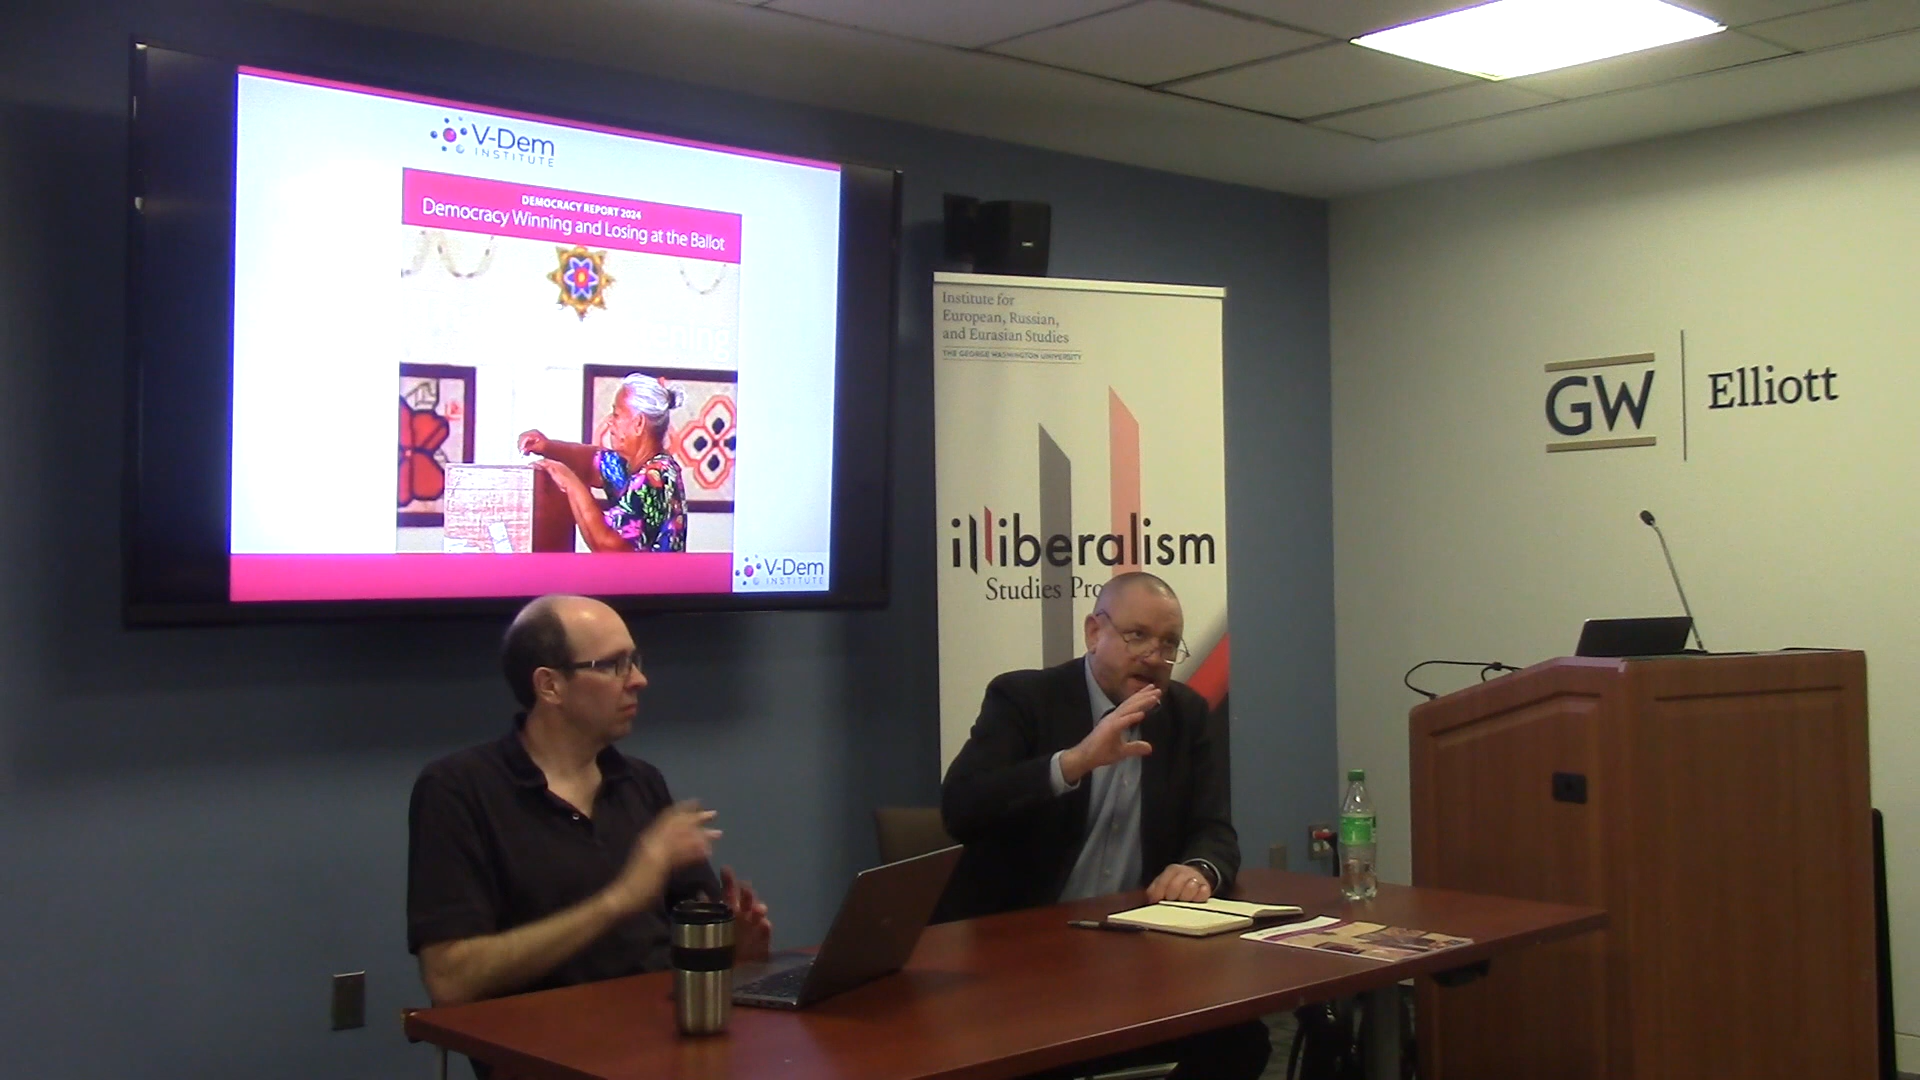 V-Dem
INSTITUTE
DEMOCRACY REPORT 2024
Democracy Winning and Losing at the Ballot
V-Dem
INSTITUTE
Institute for
European, Russian,
and Eurasian Studies
THE GEORGE WASHINGTON UNIVERSITY
illiberalism
Studies Pro
GW
Elliott